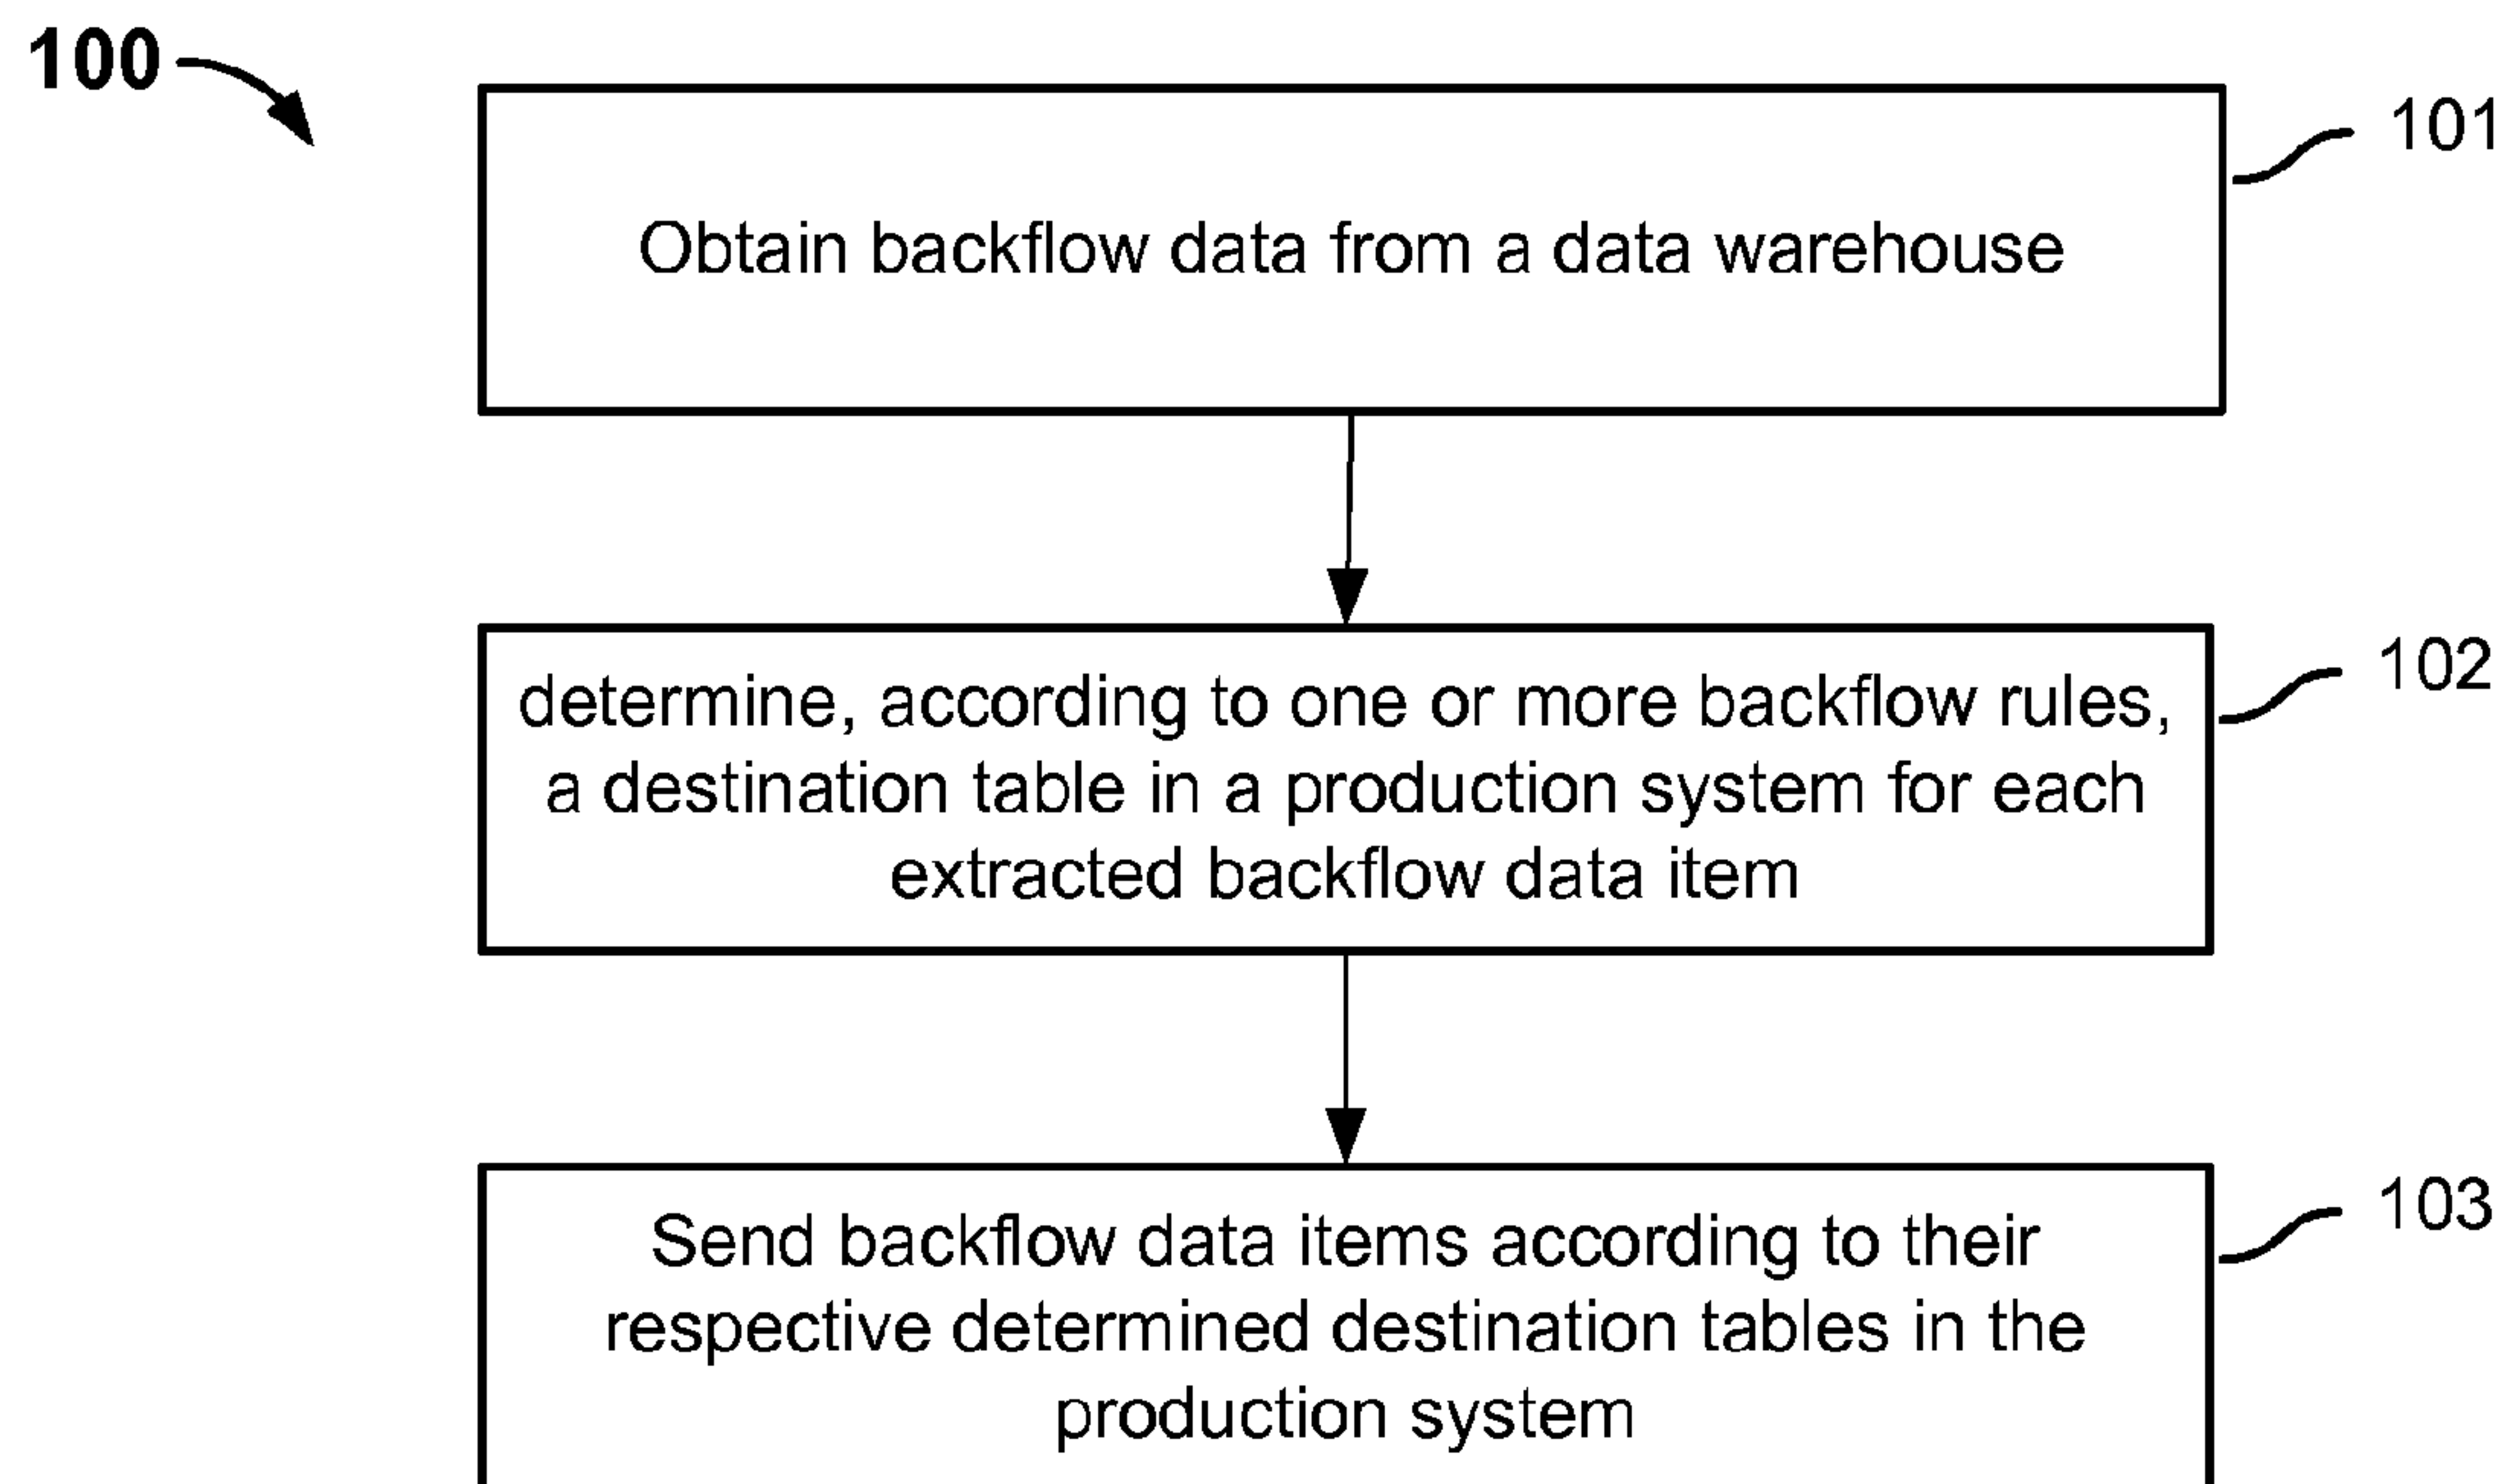 100
101
Obtain backflow data from a data warehouse
102
determine, according to one or more backflow rules,
a destination table in a production system for each
extracted backflow data item
103
Send backflow data items according to their
respective determined destination tables in the
production system